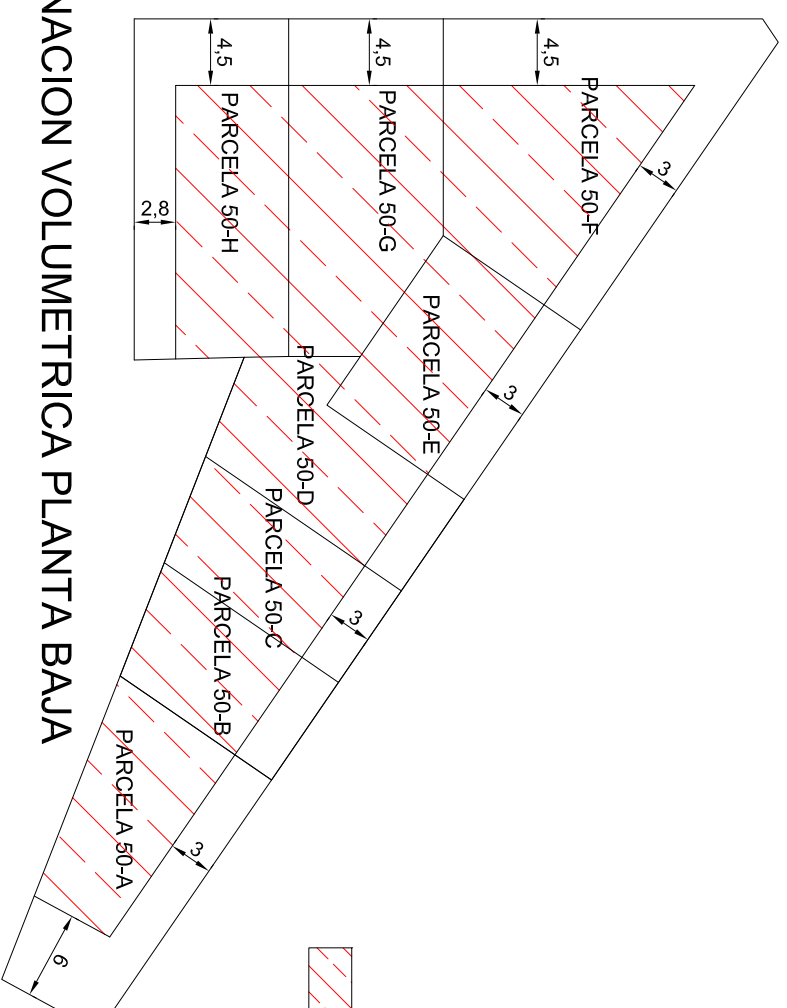 NACION VOLUMETRICA PLANTA BAJA
4,5
4,5
4,5
PARCELA 50-F
PARCELA 50-G
PARCELA 50-H
3
2,8
PARCELA 50-E
3
PARCELA 50-D
PARCELA 50-C
3
PARCELA 50-B
PARCELA 50-A
3
6